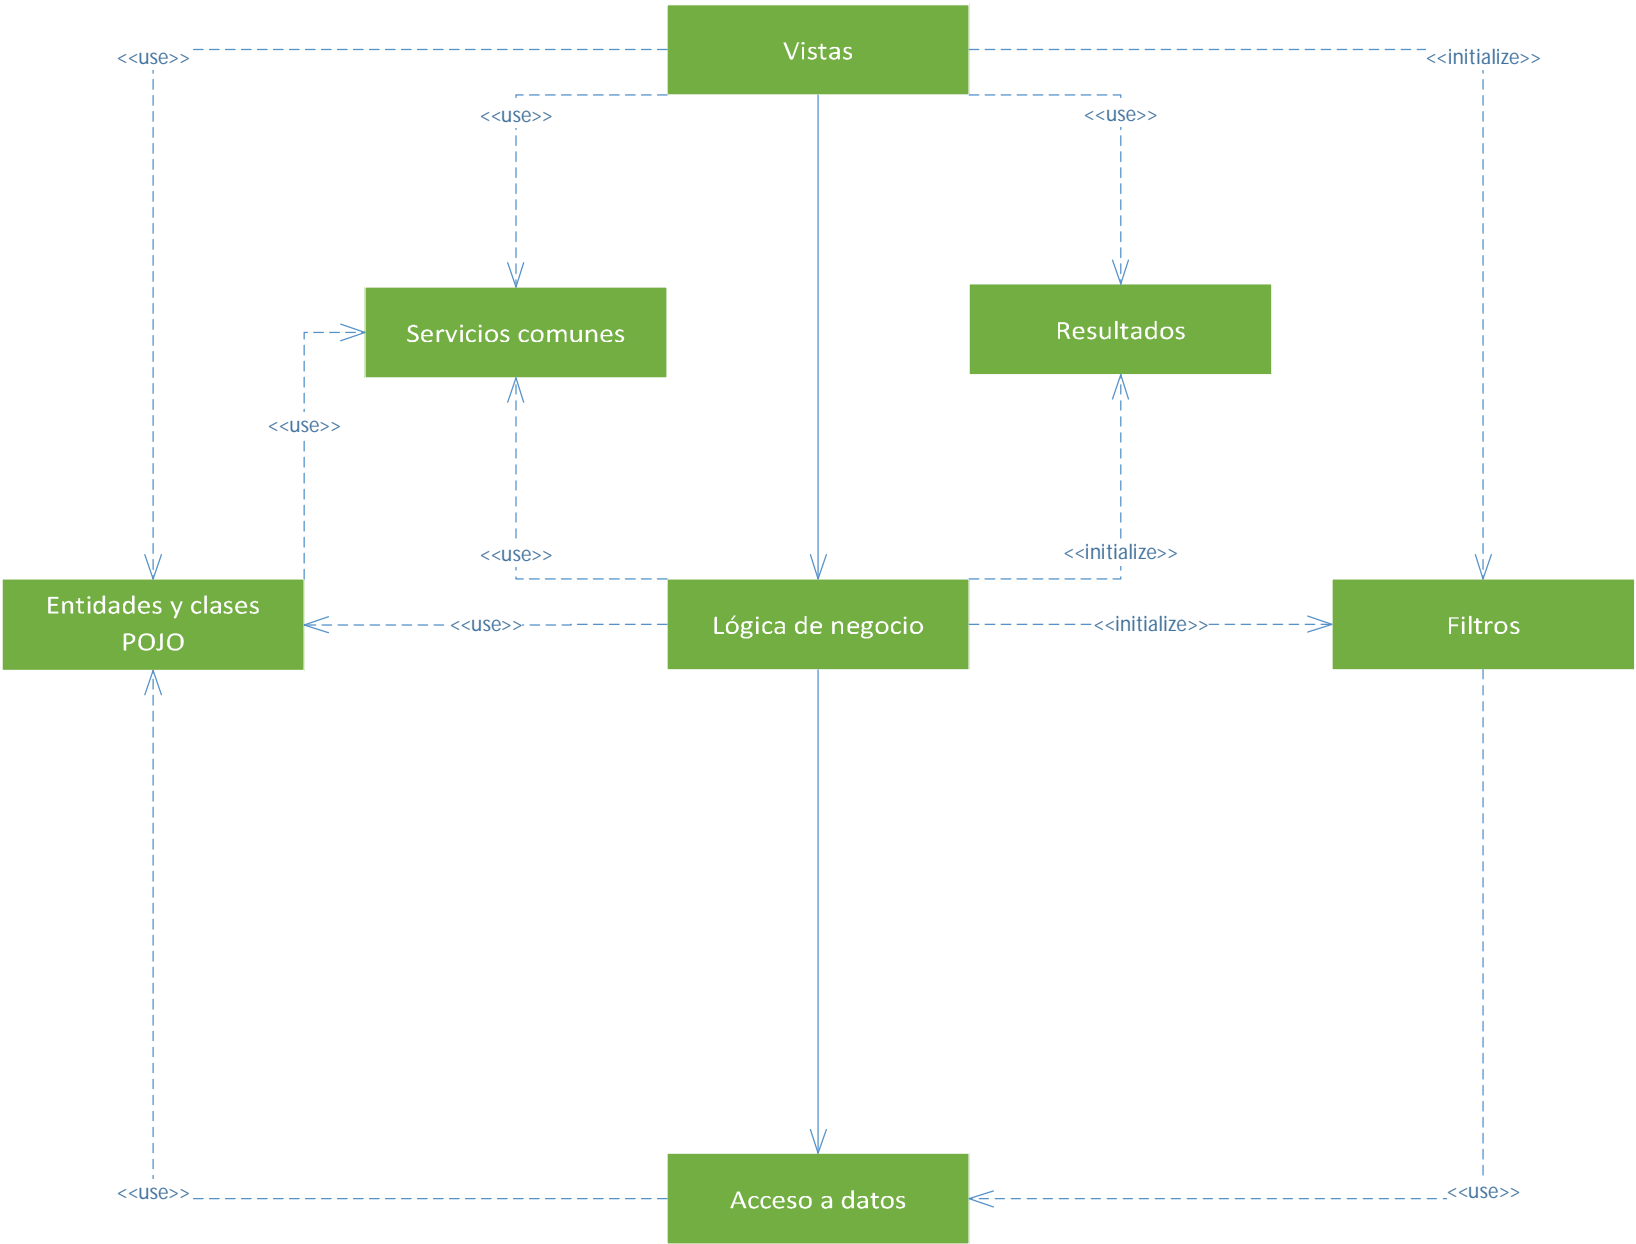 Vistas
<<use>>
<<initialize>>
<<use>>
<<use>>
Servicios comunes
Resultados
<<use>>
<<use>>
<<initialize>>
Entidades y clases
POJO
<<use>>
Lógica de negocio
<<initialize>>
Filtros
<<use>>
Acceso a datos
<<use>>